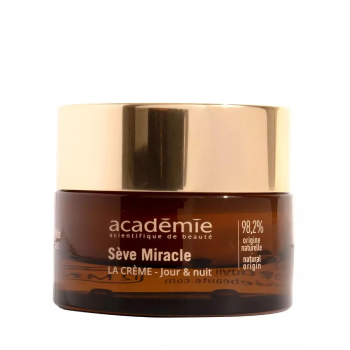 académie
scientifique de beauté
Sève Miracle
LA CRÈME - Jour & nuit
98,2%
origine
naturelle
natural
origin